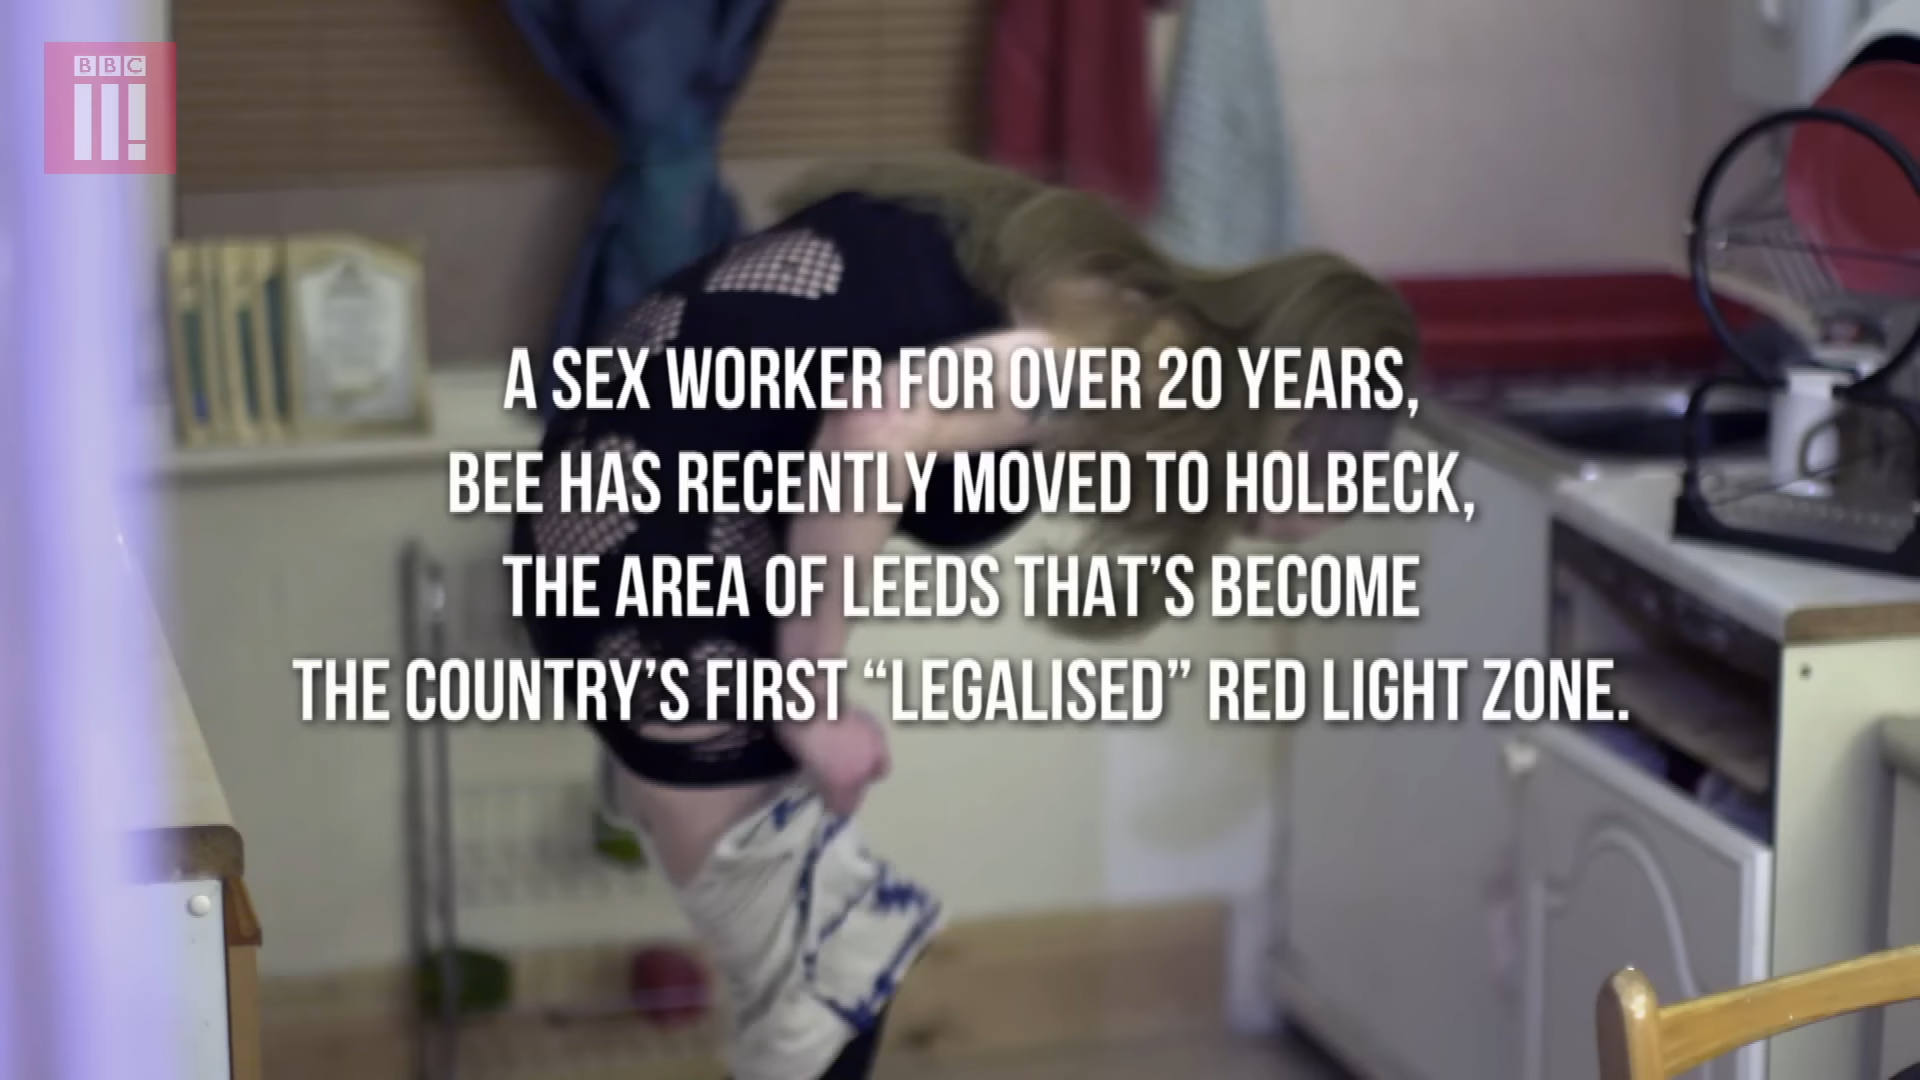 BBC
A SEX WORKER FOR OVER 20 YEARS,
BEE HAS RECENTLY MOVED TO HOLBECK,
THE AREA OF LEEDS THAT’S BECOME
THE COUNTRY’S FIRST “LEGALISED” RED LIGHT ZONE.